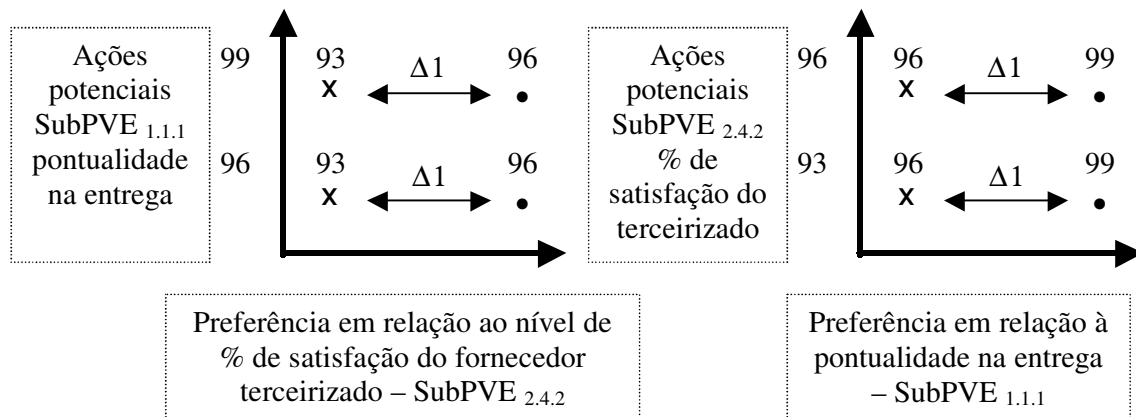 Ações
potenciais
SubPVE 1.1.1
pontualidade
na entrega
99
93
x
Δ1
96
•
96
93
x
Δ1
96
•
Preferência em relação ao nível de
% de satisfação do fornecedor
terceirizado – SubPVE 2.4.2
Ações
potenciais
SubPVE 2.4.2
% de
satisfação do
terceirizado
96
96
x
Δ1
99
•
93
96
x
Δ1
99
•
Preferência em relação à
pontualidade na entrega
– SubPVE 1.1.1